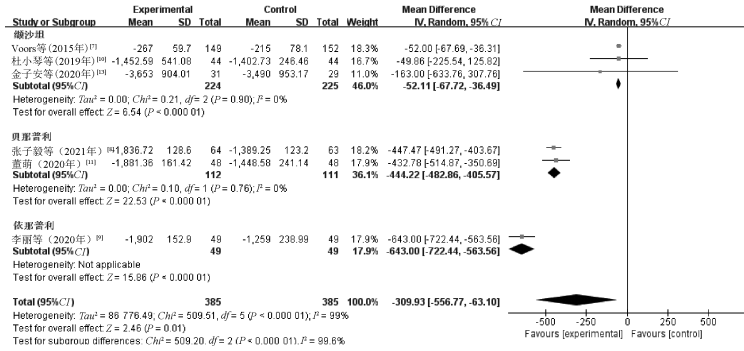 Experimental Control Mean Difference Mean Difference
Study or Subgroup Mean SD Total Mean SD Total Weight IV, Random, 95% CI IV, Random, 95% CI
缬沙坦
Voors等(2015年)[7] -267 59.7 149 -215 78.1 152 18.3% -52.00 [-67.69, -36.31]
杜小琴等(2019年)[10] -1,452.59 541.08 44 -1,402.73 246.46 44 9.7% -49.86 [-225.54, 125.82]
金子安等(2020年)[13] -3,653 904.01 31 -3,490 953.17 29 -163.00 [-633.76, 307.76]
Subtotal (95%CI) 224 225 46.0% -52.11 [-67.72, -36.49]
Heterogeneity: Tau² = 0.00; Chi² = 0.21, df = 2 (P = 0.90); I² = 0%
Test for overall effect: Z = 6.54 (P < 0.000 01)
贝那普利
张子毅等(2021年) -1,836.72 128.6 64 -1,389.25 123.2 63 18.2% -447.47 [-491.27, -403.67]
董萌(2020年)[11] -1,881.36 161.42 48 -1,448.58 241.14 48 17.9% -432.78 [-514.87, -350.69]
Subtotal (95%CI) 112 111 36.1% -444.22 [-482.86, -405.57]
Heterogeneity: Tau² = 0.00; Chi² = 0.10, df = 1 (P = 0.76); I² = 0%
Test for overall effect: Z = 22.53 (P < 0.000 01)
依那普利
李丽等(2020年)[9] -1,902 152.9 49 -1,259 238.99 49 17.9% -643.00 [-722.44, -563.56]
Subtotal (95%CI) 49 49 17.9% -643.00 [-722.44, -563.56]
Heterogeneity: Not applicable
Test for overall effect: Z = 15.86 (P < 0.000 01)
Total (95%CI) 385 385 100.0% -309.93 [-556.77, -63.10]
Heterogeneity: Tau² = 86 776.49; Chi² = 509.51, df = 5 (P < 0.000 01); I² = 99%
Test for overall effect: Z = 2.46 (P = 0.01)
Test for subgroup differences: Chi² = 509.20, df = 2 (P < 0.000 01), I² = 99.6%
-500 -250 0 250 500
Favours [experimental] Favours [control]